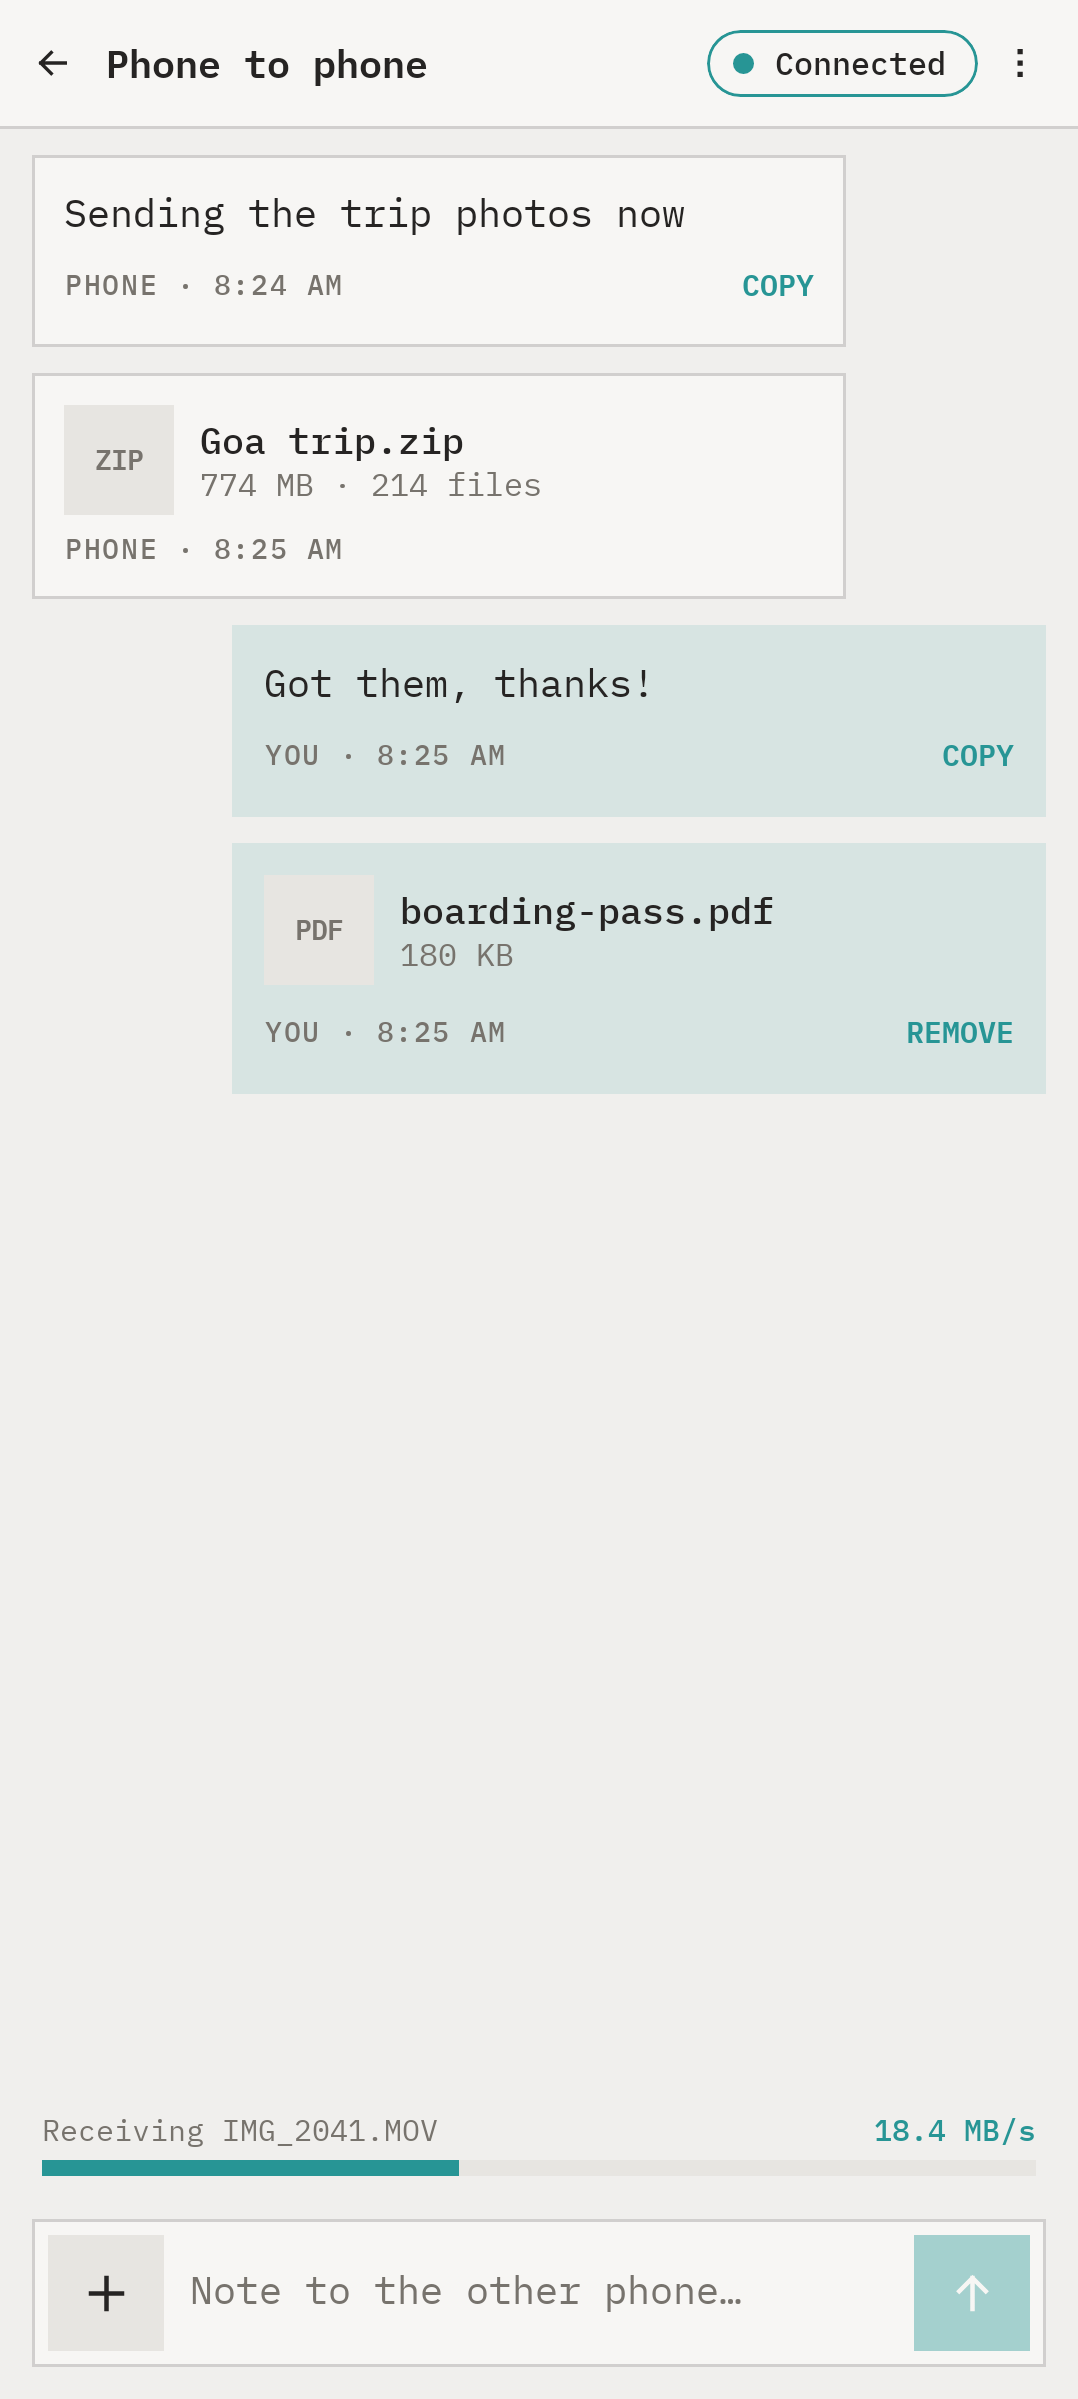 Phone to phone
Connected
Sending the trip photos now
PHONE · 8:24 AM
COPY
ZIP
Goa trip.zip
774 MB · 214 files
PHONE · 8:25 AM
Got them, thanks!
YOU · 8:25 AM
COPY
PDF
boarding-pass.pdf
180 KB
YOU · 8:25 AM
REMOVE
Receiving IMG_2041.MOV
18.4 MB/s
Note to the other phone…